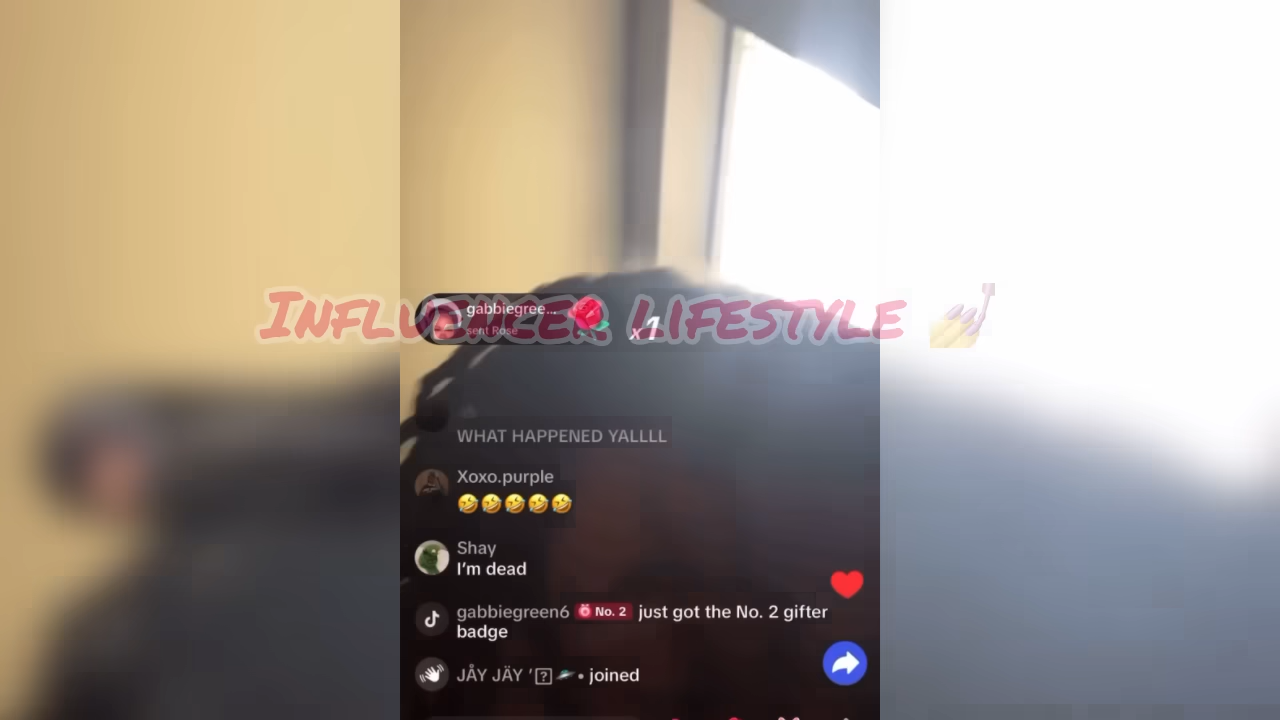 Influencer lifestyle 💅
gabbiegree...
sent Rose
x1
WHAT HAPPENED YALLLL
Xoxo.purple
🤣🤣🤣🤣🤣
Shay
I'm dead
gabbiegreen6 No. 2 just got the No. 2 gifter
badge
JÅY JÄY ʼ🪐• joined